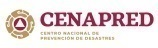 CENAPRED
CENTRO NACIONAL DE
PREVENCIÓN DE DESASTRES